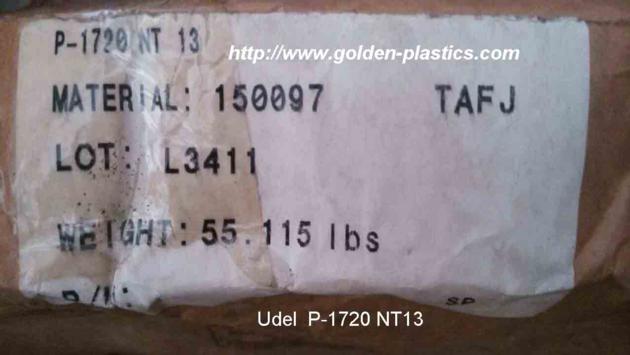 P-1720 NT 13
http://www.golden-plastics.com
MATERIAL: 150097 TAFJ
LOT: L3411
WEIGHT: 55.115 lbs
P/N:
SP
Udel P-1720 NT13